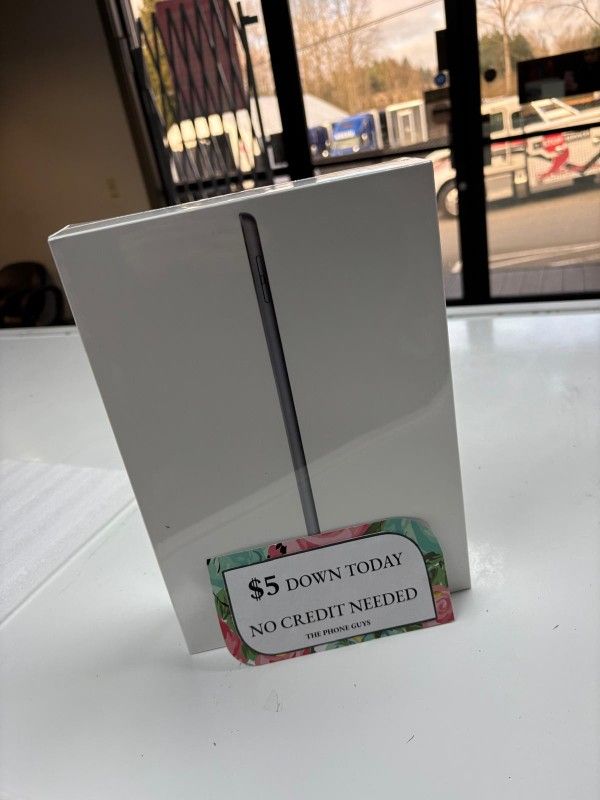 $5 DOWN TODAY
NO CREDIT NEEDED
THE PHONE GUYS